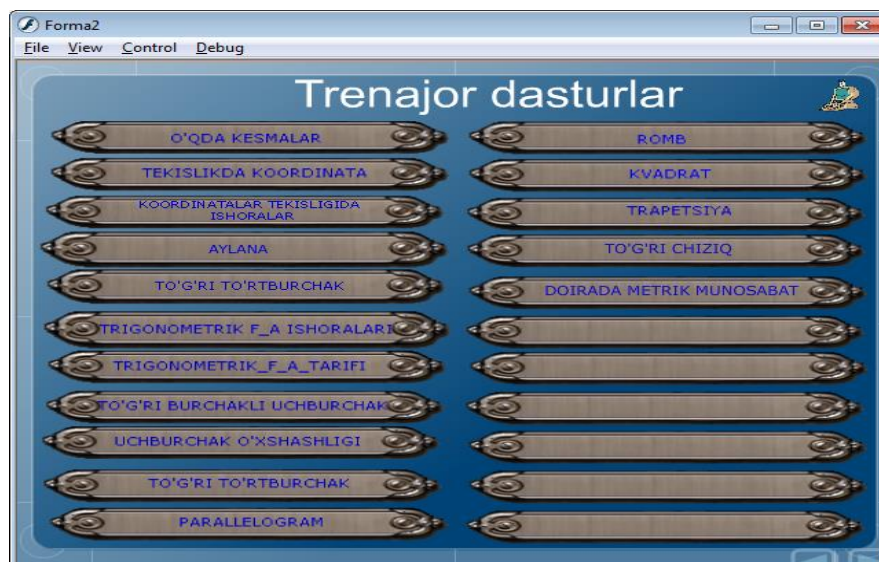 Forma2
File View Control Debug
Trenajor dasturlar
O'QDA KESMALAR
TEKISLIKDA KOORDINATA
KOORDINATALAR TEKISLIGIDA
ISHORALAR
AYLANA
TO'G'RI TO'RTBURCHAK
TRIGONOMETRIK F_A ISHORALARI
TRIGONOMETRIK_F_A_TARIFI
TO'G'RI BURCHAKLI UCHBURCHAK
UCHBURCHAK O'XSHASHLIGI
TO'G'RI TO'RTBURCHAK
PARALLELOGRAM
ROMB
KVADRAT
TRAPETSIYA
TO'G'RI CHIZIQ
DOIRADA METRIK MUNOSABAT